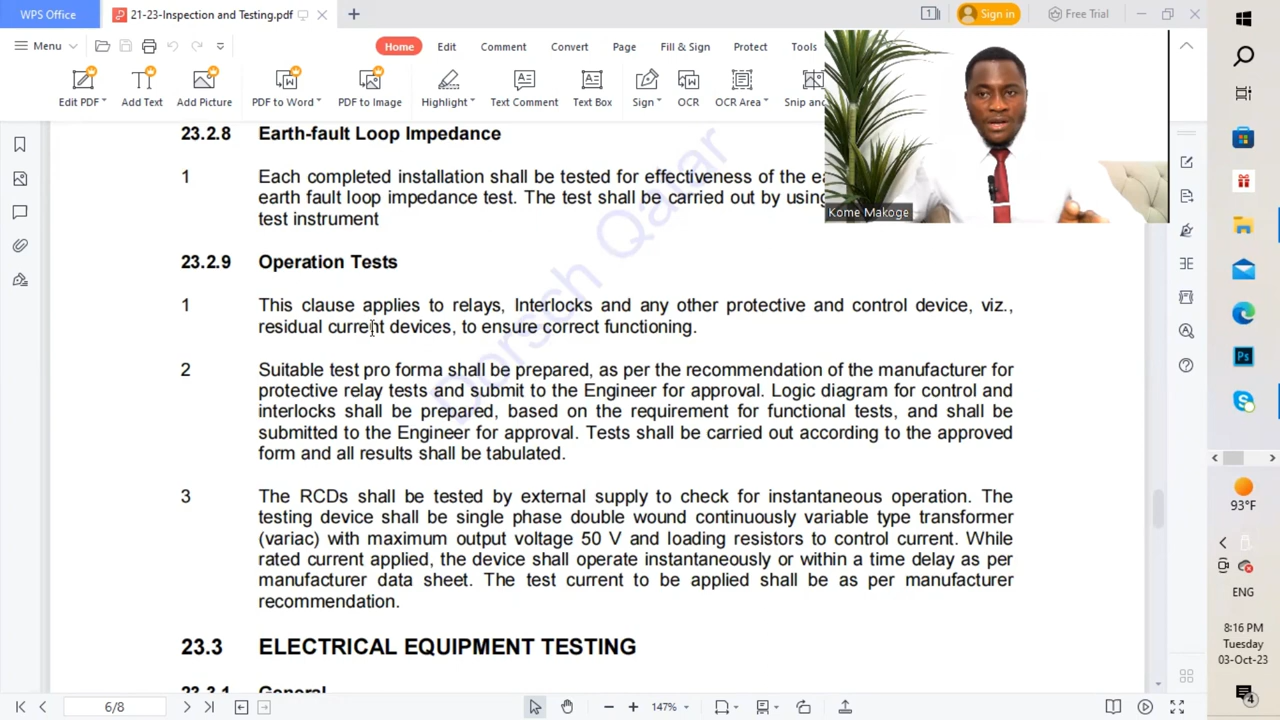 WPS Office
21-23-Inspection and Testing.pdf
1
Sign in
Free Trial
Menu
Home
Edit
Comment
Convert
Page
Fill & Sign
Protect
Tools
Edit PDF
Add Text
Add Picture
PDF to Word
PDF to Image
Highlight
Text Comment
Text Box
Sign
OCR
OCR Area
Snip and
Kome Makoge
Dorsch Qatar
23.2.8 Earth-fault Loop Impedance
1 Each completed installation shall be tested for effectiveness of the ea
earth fault loop impedance test. The test shall be carried out by using
test instrument
23.2.9 Operation Tests
1 This clause applies to relays, Interlocks and any other protective and control device, viz.,
residual current devices, to ensure correct functioning.
2 Suitable test pro forma shall be prepared, as per the recommendation of the manufacturer for
protective relay tests and submit to the Engineer for approval. Logic diagram for control and
interlocks shall be prepared, based on the requirement for functional tests, and shall be
submitted to the Engineer for approval. Tests shall be carried out according to the approved
form and all results shall be tabulated.
3 The RCDs shall be tested by external supply to check for instantaneous operation. The
testing device shall be single phase double wound continuously variable type transformer
(variac) with maximum output voltage 50 V and loading resistors to control current. While
rated current applied, the device shall operate instantaneously or within a time delay as per
manufacturer data sheet. The test current to be applied shall be as per manufacturer
recommendation.
23.3 ELECTRICAL EQUIPMENT TESTING
23.3.1 General
6/8
147%
Ps
93°F
ENG
8:16 PM
Tuesday
03-Oct-23
4